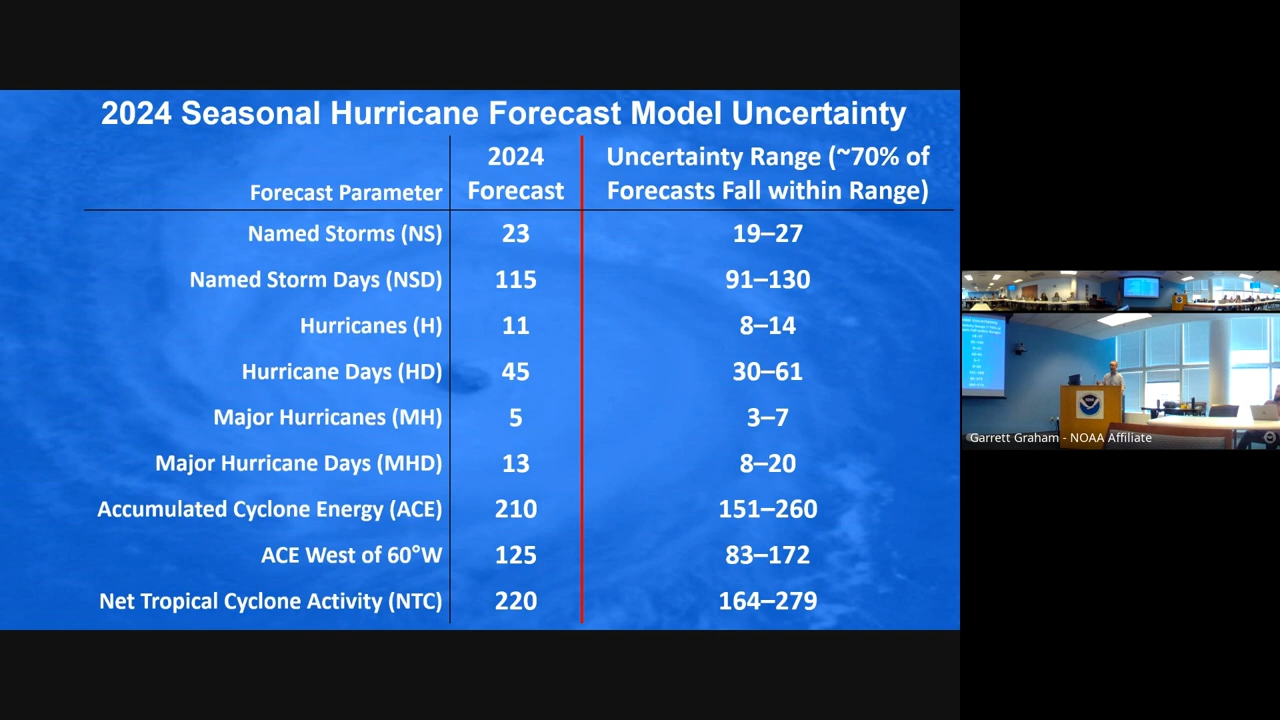 2024 Seasonal Hurricane Forecast Model Uncertainty
Forecast Parameter
2024
Forecast
Uncertainty Range (~70% of
Forecasts Fall within Range)
Named Storms (NS) 23 19–27
Named Storm Days (NSD) 115 91–130
Hurricanes (H) 11 8–14
Hurricane Days (HD) 45 30–61
Major Hurricanes (MH) 5 3–7
Major Hurricane Days (MHD) 13 8–20
Accumulated Cyclone Energy (ACE) 210 151–260
ACE West of 60°W 125 83–172
Net Tropical Cyclone Activity (NTC) 220 164–279
Garrett Graham - NOAA Affiliate